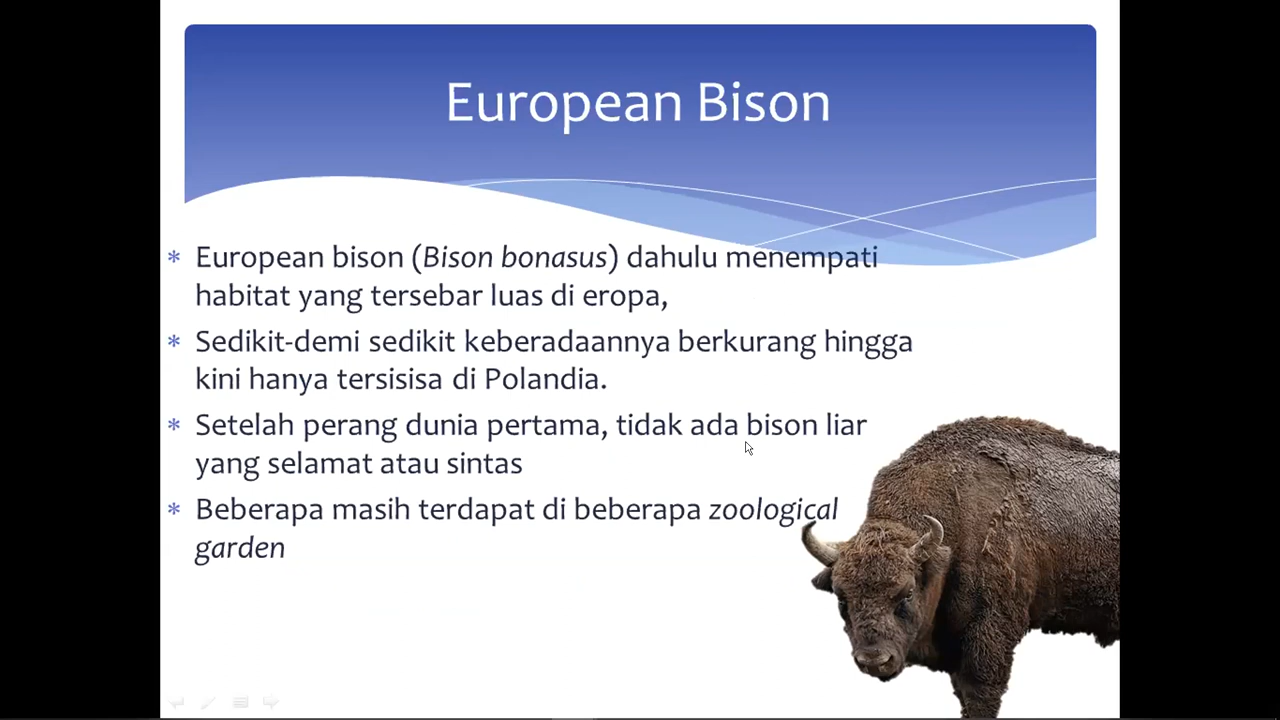 European Bison
* European bison (Bison bonasus) dahulu menempati
habitat yang tersebar luas di eropa,
* Sedikit-demi sedikit keberadaannya berkurang hingga
kini hanya tersisisa di Polandia.
* Setelah perang dunia pertama, tidak ada bison liar
yang selamat atau sintas
* Beberapa masih terdapat di beberapa zoological
garden